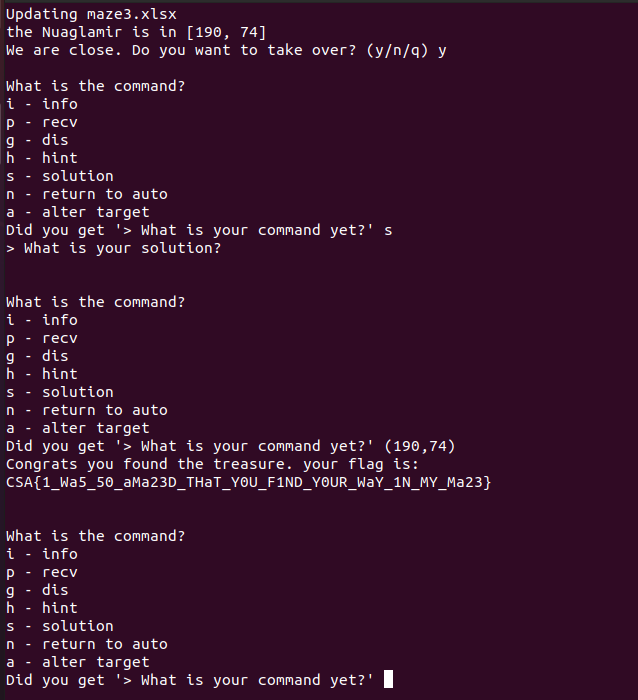 Updating maze3.xlsx
the Nuaglamir is in [190, 74]
We are close. Do you want to take over? (y/n/q) y
What is the command?
i - info
p - recv
g - dis
h - hint
s - solution
n - return to auto
a - alter target
Did you get '> What is your command yet?' s
> What is your solution?
What is the command?
i - info
p - recv
g - dis
h - hint
s - solution
n - return to auto
a - alter target
Did you get '> What is your command yet?' (190,74)
Congrats you found the treasure. your flag is:
CSA{1_Wa5_50_aMa23D_THaT_Y0U_F1ND_Y0UR_WaY_1N_MY_Ma23}
What is the command?
i - info
p - recv
g - dis
h - hint
s - solution
n - return to auto
a - alter target
Did you get '> What is your command yet?'